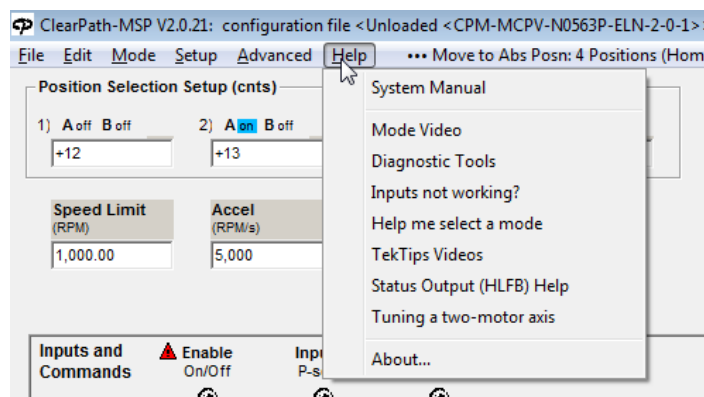 ClearPath-MSP V2.0.21: configuration file <Unloaded <CPM-MCPV-N0563P-ELN-2-0-1>
File Edit Mode Setup Advanced Help ••• Move to Abs Posn: 4 Positions (Hom
Position Selection Setup (cnts)
1) A off B off 2) A on B off
+12 +13
Speed Limit Accel
(RPM) (RPM/s)
1,000.00 5,000
System Manual
Mode Video
Diagnostic Tools
Inputs not working?
Help me select a mode
TekTips Videos
Status Output (HLFB) Help
Tuning a two-motor axis
About...
Inputs and Enable Inp
Commands On/Off P-s